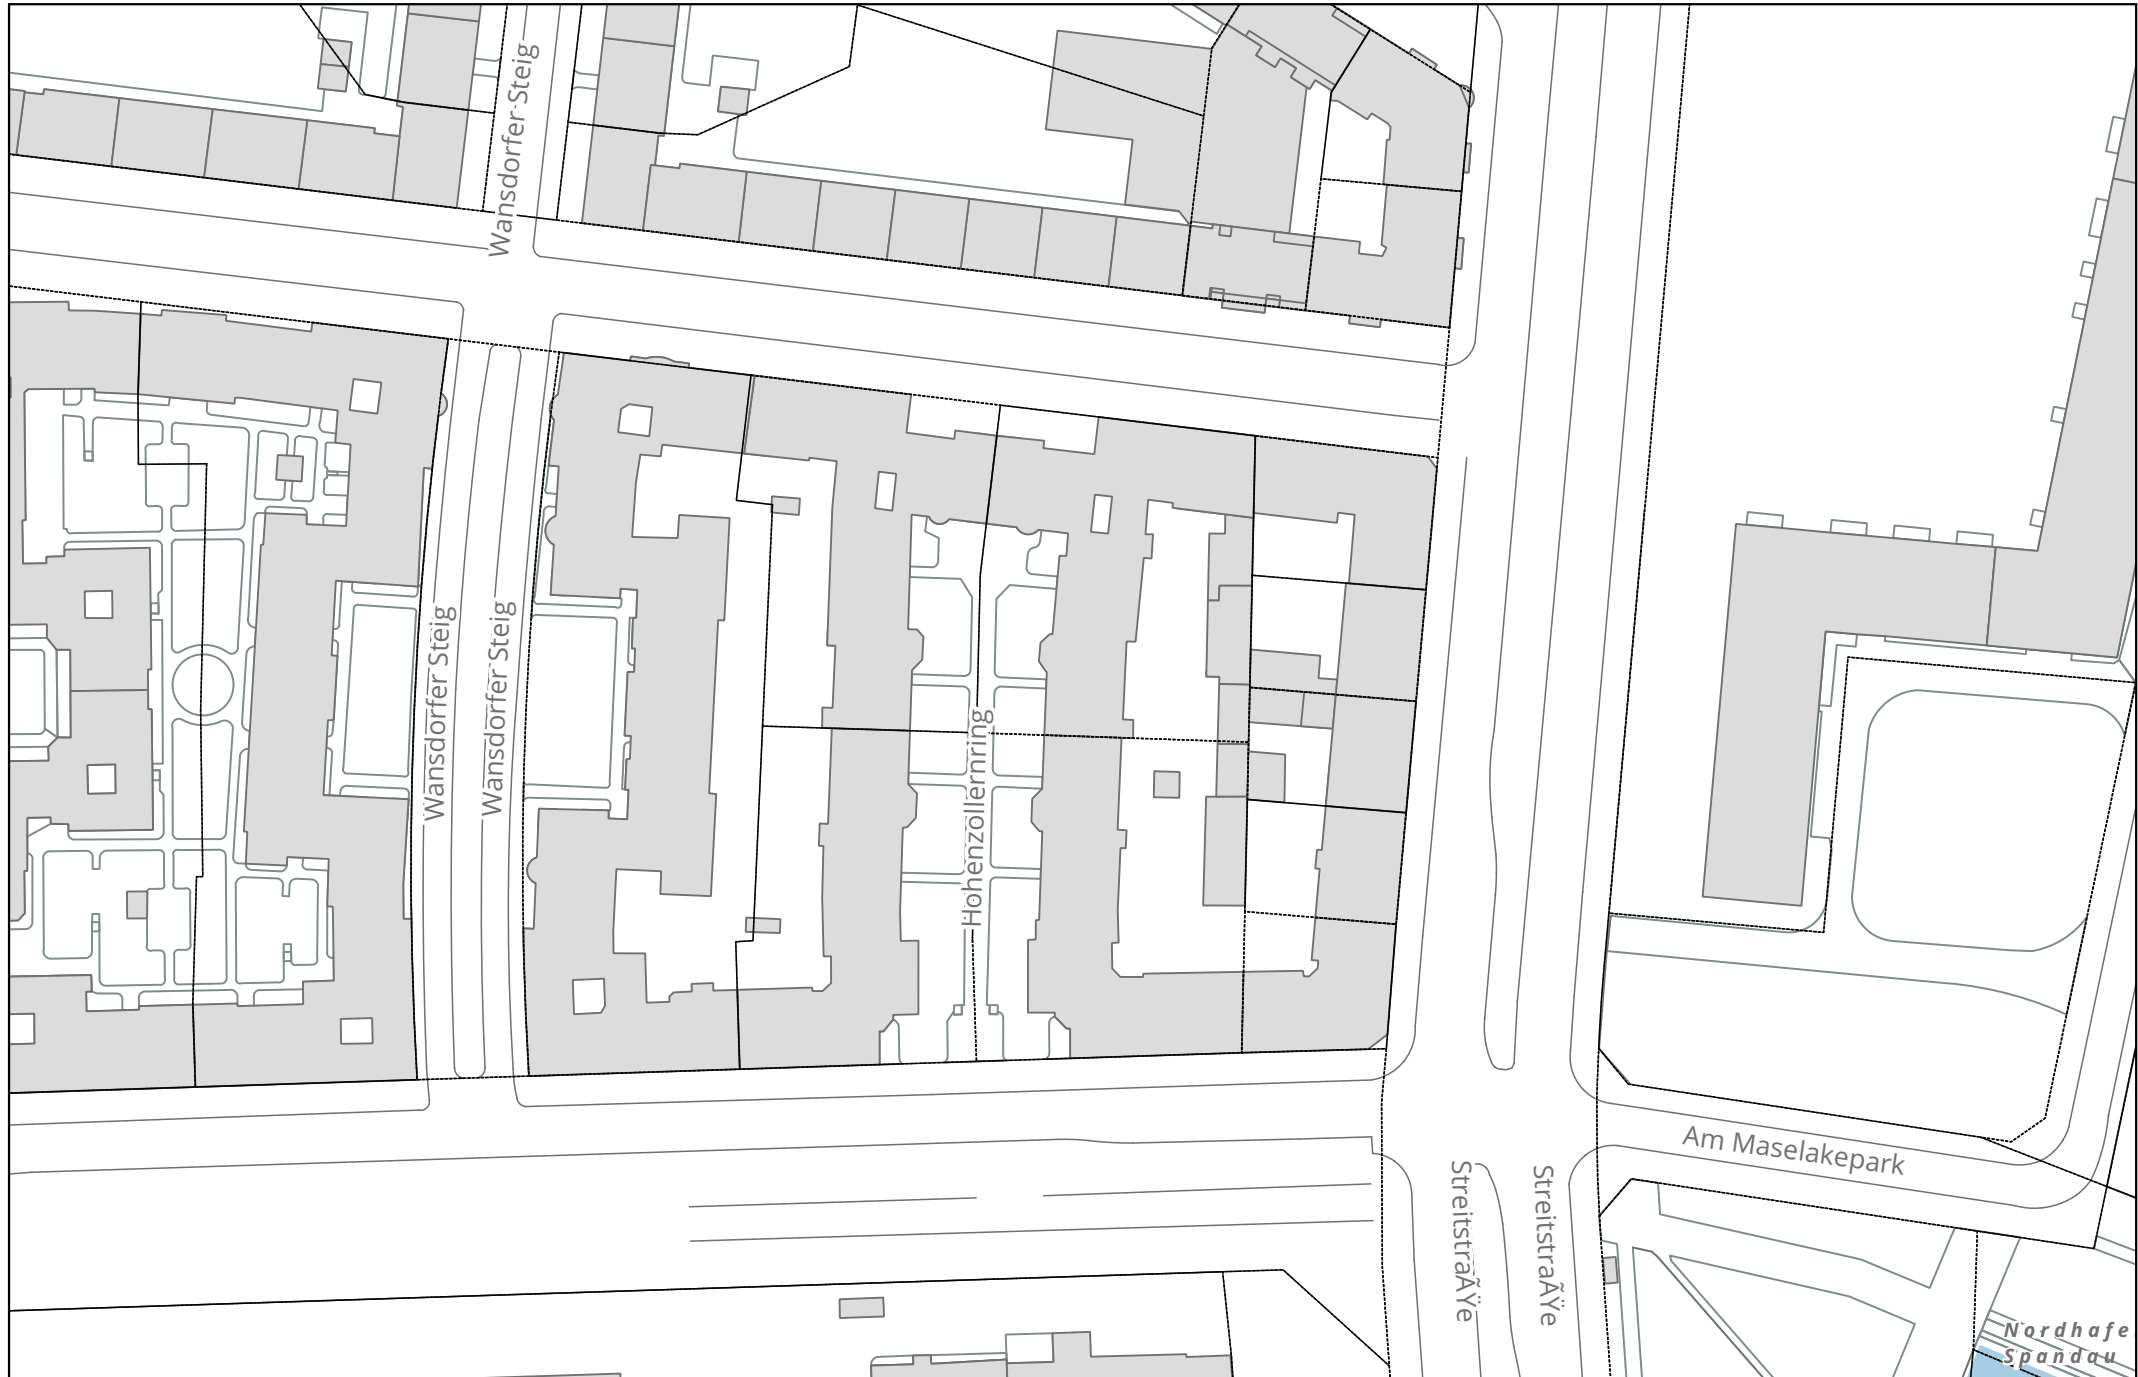 Wansdorfer Steig
Wansdorfer Steig
Wansdorfer Steig
Hohenzollernring
Am Maselakepark
StreitstraÃŸe
StreitstraÃŸe
Nordhafe
Spandau